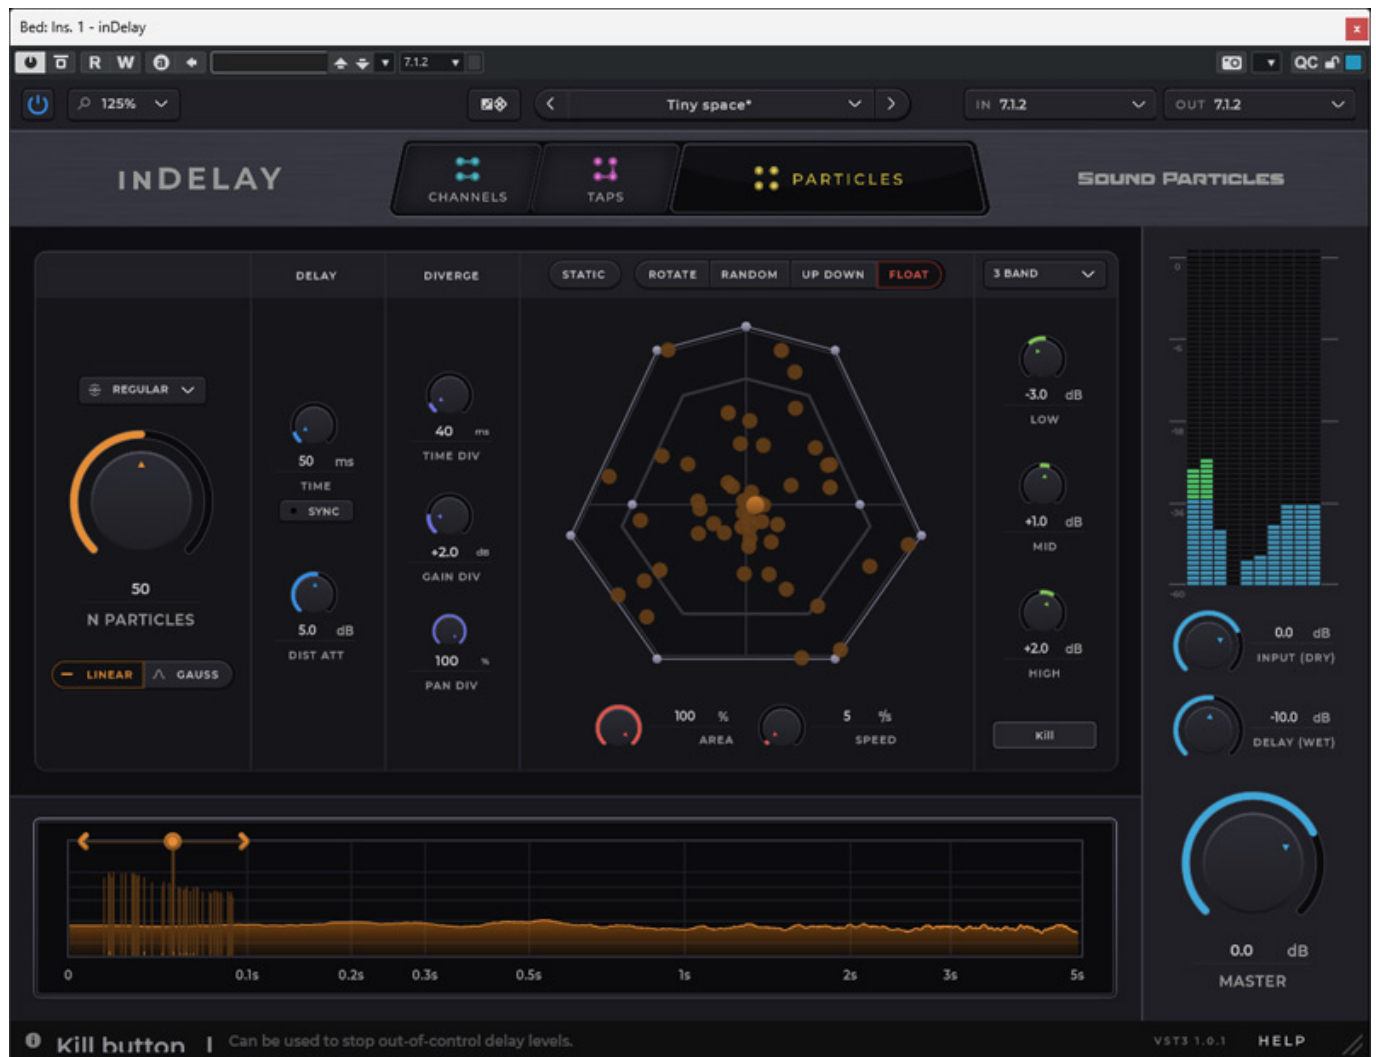 Bed: Ins. 1 - inDelay
R W 7.1.2 QC
125% Tiny space* IN 7.1.2 OUT 7.1.2
INDELAY CHANNELS TAPS PARTICLES SOUND PARTICLES
DELAY DIVERGE STATIC ROTATE RANDOM UP DOWN FLOAT 3 BAND
REGULAR
50
N PARTICLES
LINEAR GAUSS
50 ms
TIME
SYNC
5.0 dB
DIST ATT
40 ms
TIME DIV
+2.0 dB
GAIN DIV
100 %
PAN DIV
100 % 5 %/s
AREA SPEED
-3.0 dB
LOW
+1.0 dB
MID
+2.0 dB
HIGH
Kill
0
-6
-18
-36
-60
0.0 dB
INPUT (DRY)
-10.0 dB
DELAY (WET)
0.0 dB
MASTER
0 0.1s 0.2s 0.3s 0.5s 1s 2s 3s 5s
Kill button | Can be used to stop out-of-control delay levels. VST3 1.0.1 HELP